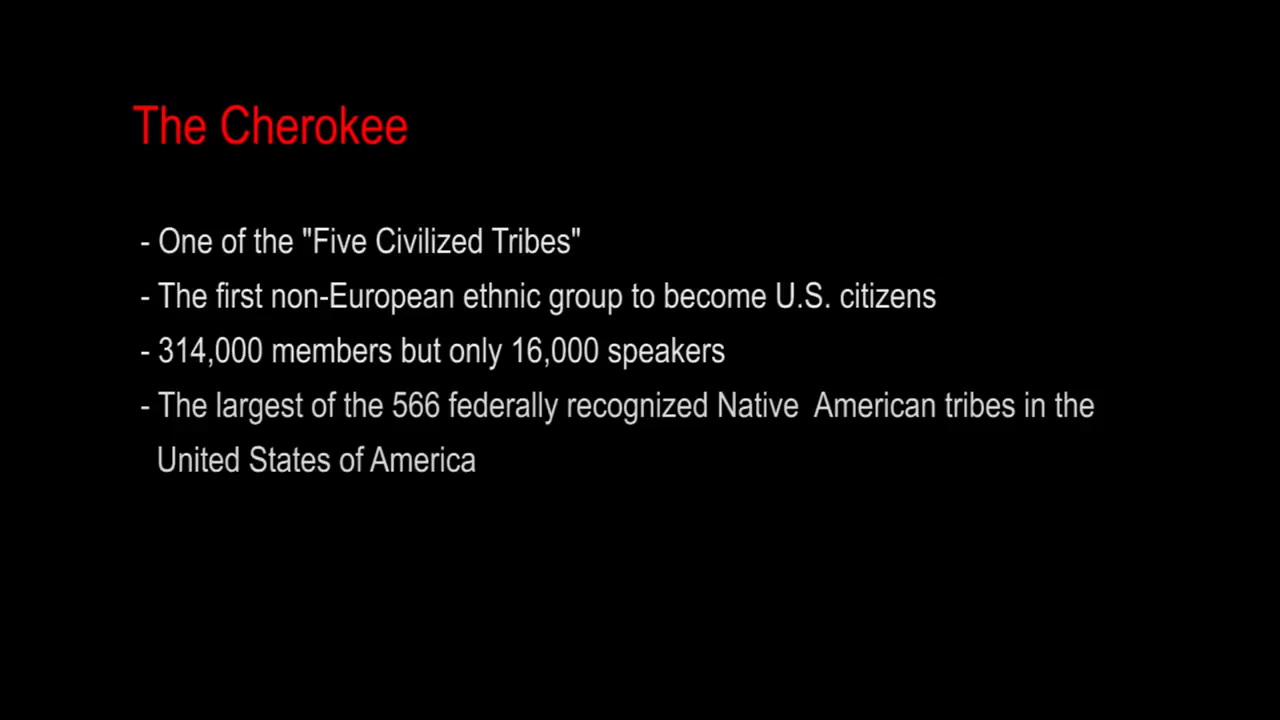 The Cherokee
- One of the "Five Civilized Tribes"
- The first non-European ethnic group to become U.S. citizens
- 314,000 members but only 16,000 speakers
- The largest of the 566 federally recognized Native  American tribes in the
United States of America